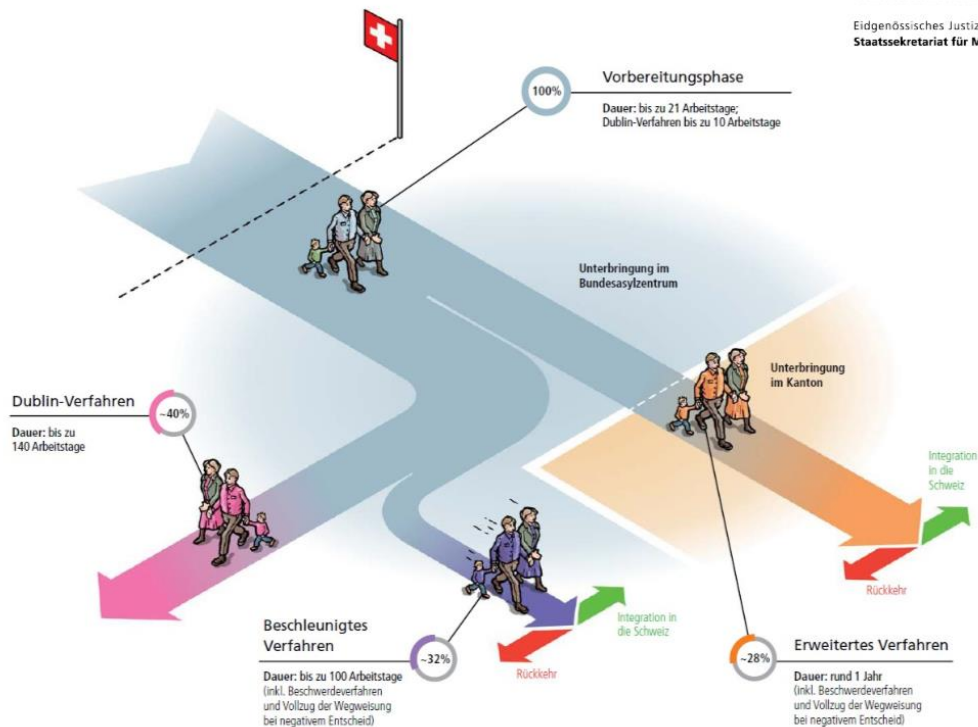 Eidgenössisches Justiz
Staatssekretariat für M
100%
Vorbereitungsphase
Dauer: bis zu 21 Arbeitstage;
Dublin-Verfahren bis zu 10 Arbeitstage
Unterbringung im
Bundesasylzentrum
Unterbringung
im Kanton
Dublin-Verfahren
~40%
Dauer: bis zu
140 Arbeitstage
Integration
in die
Schweiz
Rückkehr
Beschleunigtes
Verfahren
~32%
Dauer: bis zu 100 Arbeitstage
(inkl. Beschwerdeverfahren
und Vollzug der Wegweisung
bei negativem Entscheid)
Integration in
die Schweiz
Rückkehr
~28%
Erweitertes Verfahren
Dauer: rund 1 Jahr
(inkl. Beschwerdeverfahren
und Vollzug der Wegweisung
bei negativem Entscheid)